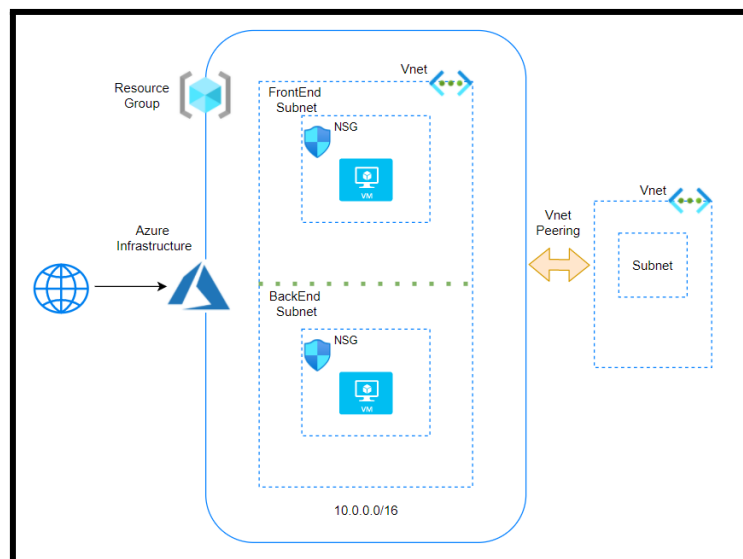 Resource
Group
Vnet
FrontEnd
Subnet
NSG
VM
Azure
Infrastructure
BackEnd
Subnet
NSG
VM
10.0.0.0/16
Vnet
Peering
Vnet
Subnet